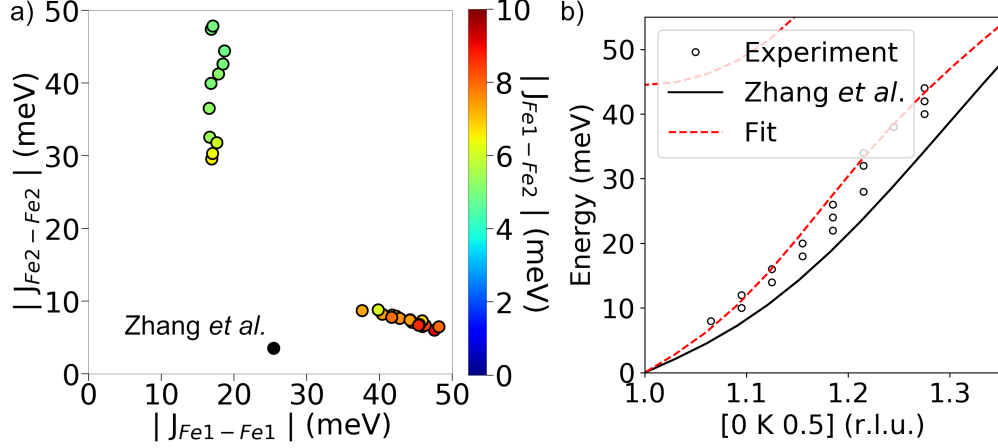 a)
50
40
30
20
10
0
| J_{Fe2−Fe2} | (meV)
Zhang et al.
0 10 20 30 40 50
| J_{Fe1−Fe1} | (meV)
10
8
6
4
2
0
| J_{Fe1−Fe2} | (meV)
b)
50
40
30
20
10
0
Energy (meV)
Experiment
Zhang et al.
Fit
1.0 1.1 1.2 1.3
[0 K 0.5] (r.l.u.)